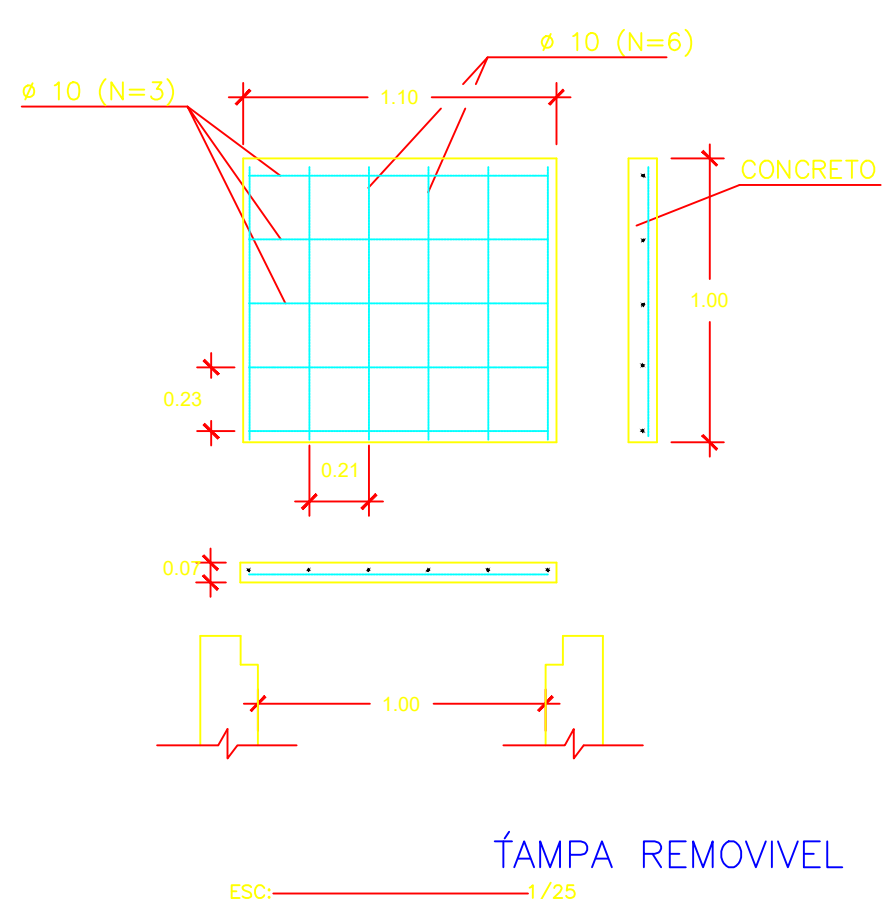 ø 10 (N=6)
ø 10 (N=3)
1.10
CONCRETO
1.00
0.23
0.21
0.07
1.00
TAMPA REMOVIVEL
ESC: 1/25